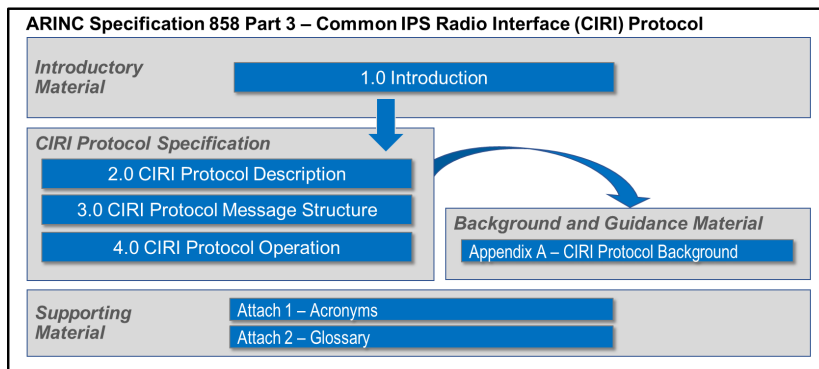 ARINC Specification 858 Part 3 – Common IPS Radio Interface (CIRI) Protocol
Introductory
Material
1.0 Introduction
CIRI Protocol Specification
2.0 CIRI Protocol Description
3.0 CIRI Protocol Message Structure
4.0 CIRI Protocol Operation
Background and Guidance Material
Appendix A – CIRI Protocol Background
Supporting
Material
Attach 1 – Acronyms
Attach 2 – Glossary